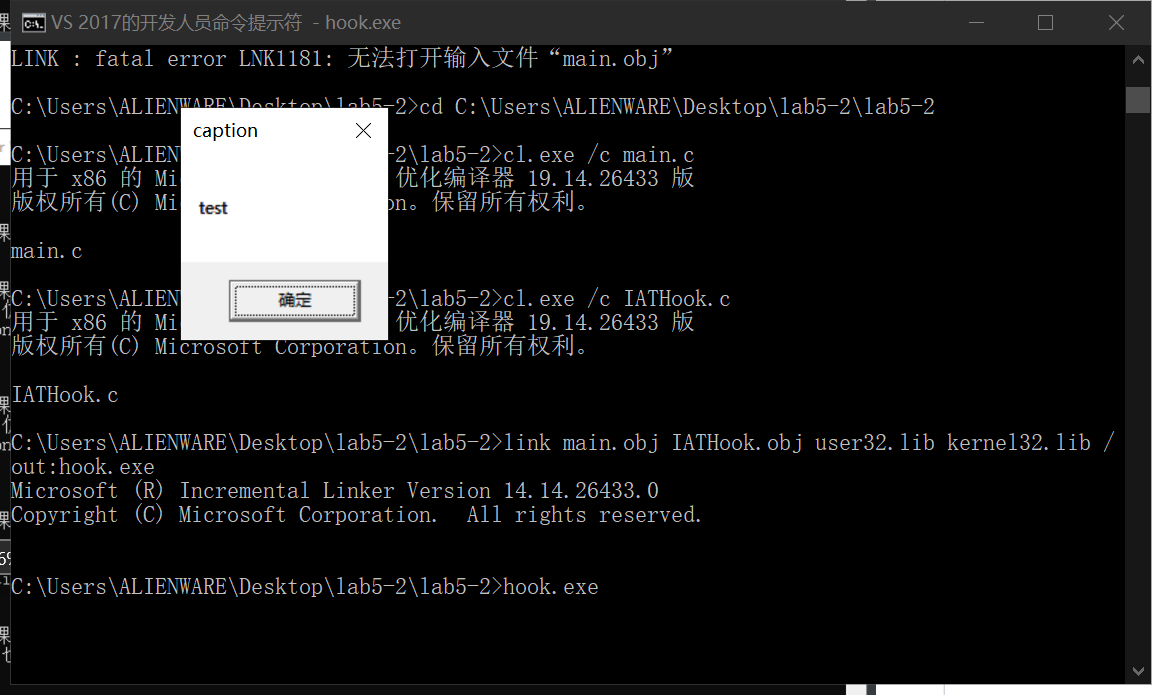 VS 2017的开发人员命令提示符 - hook.exe
LINK : fatal error LNK1181: 无法打开输入文件“main.obj”
C:\Users\ALIENWARE\Desktop\lab5-2>cd C:\Users\ALIENWARE\Desktop\lab5-2\lab5-2
caption
C:\Users\ALIEN -2\lab5-2>cl.exe /c main.c
用于 x86 的 Mi 优化编译器 19.14.26433 版
版权所有(C) Mi on。保留所有权利。
test
main.c
C:\Users\ALIEN -2\lab5-2>cl.exe /c IATHook.c
确定
用于 x86 的 Mi 优化编译器 19.14.26433 版
版权所有(C) Microsoft Corporation。保留所有权利。
IATHook.c
C:\Users\ALIENWARE\Desktop\lab5-2\lab5-2>link main.obj IATHook.obj user32.lib kernel32.lib /
out:hook.exe
Microsoft (R) Incremental Linker Version 14.14.26433.0
Copyright (C) Microsoft Corporation.  All rights reserved.
C:\Users\ALIENWARE\Desktop\lab5-2\lab5-2>hook.exe